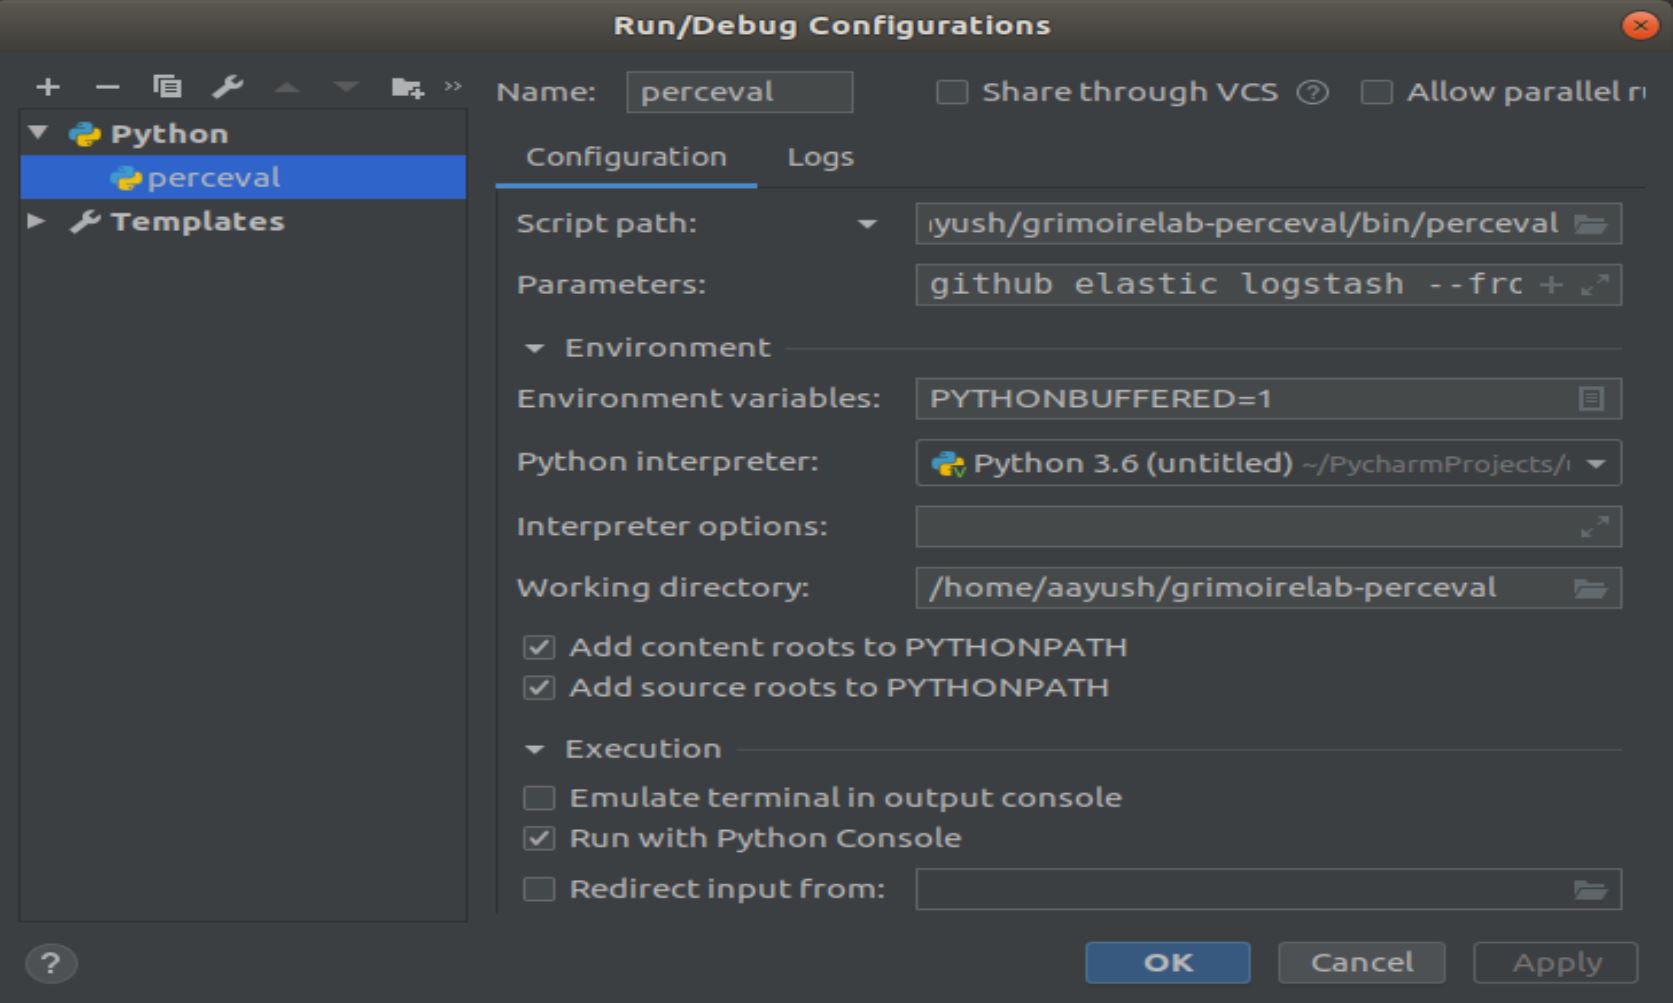 Run/Debug Configurations
Name: perceval Share through VCS ? Allow parallel
Python
perceval
Templates
Configuration Logs
Script path: yush/grimoirelab-perceval/bin/perceval
Parameters: github elastic logstash
Environment
Environment variables: PYTHONBUFFERED=1
Python interpreter: Python 3.6 (untitled) ~/PycharmProjects/
Interpreter options:
Working directory: /home/aayush/grimoirelab-perceval
Add content roots to PYTHONPATH
Add source roots to PYTHONPATH
Execution
Emulate terminal in output console
Run with Python Console
Redirect input from:
? OK Cancel Apply